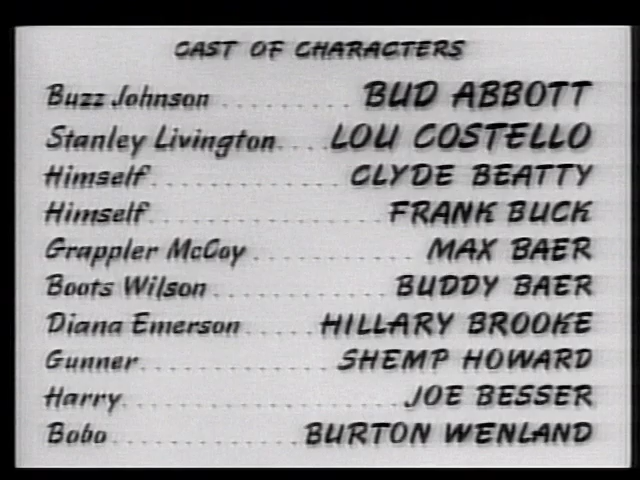 CAST OF CHARACTERS
Buzz Johnson.........BUD ABBOTT
Stanley Livington....LOU COSTELLO
Himself..............CLYDE BEATTY
Himself................FRANK BUCK
Grappler McCoy...........MAX BAER
Boots Wilson...........BUDDY BAER
Diana Emerson.....HILLARY BROOKE
Gunner..............SHEMP HOWARD
Harry....................JOE BESSER
Bobo.............BURTON WENLAND